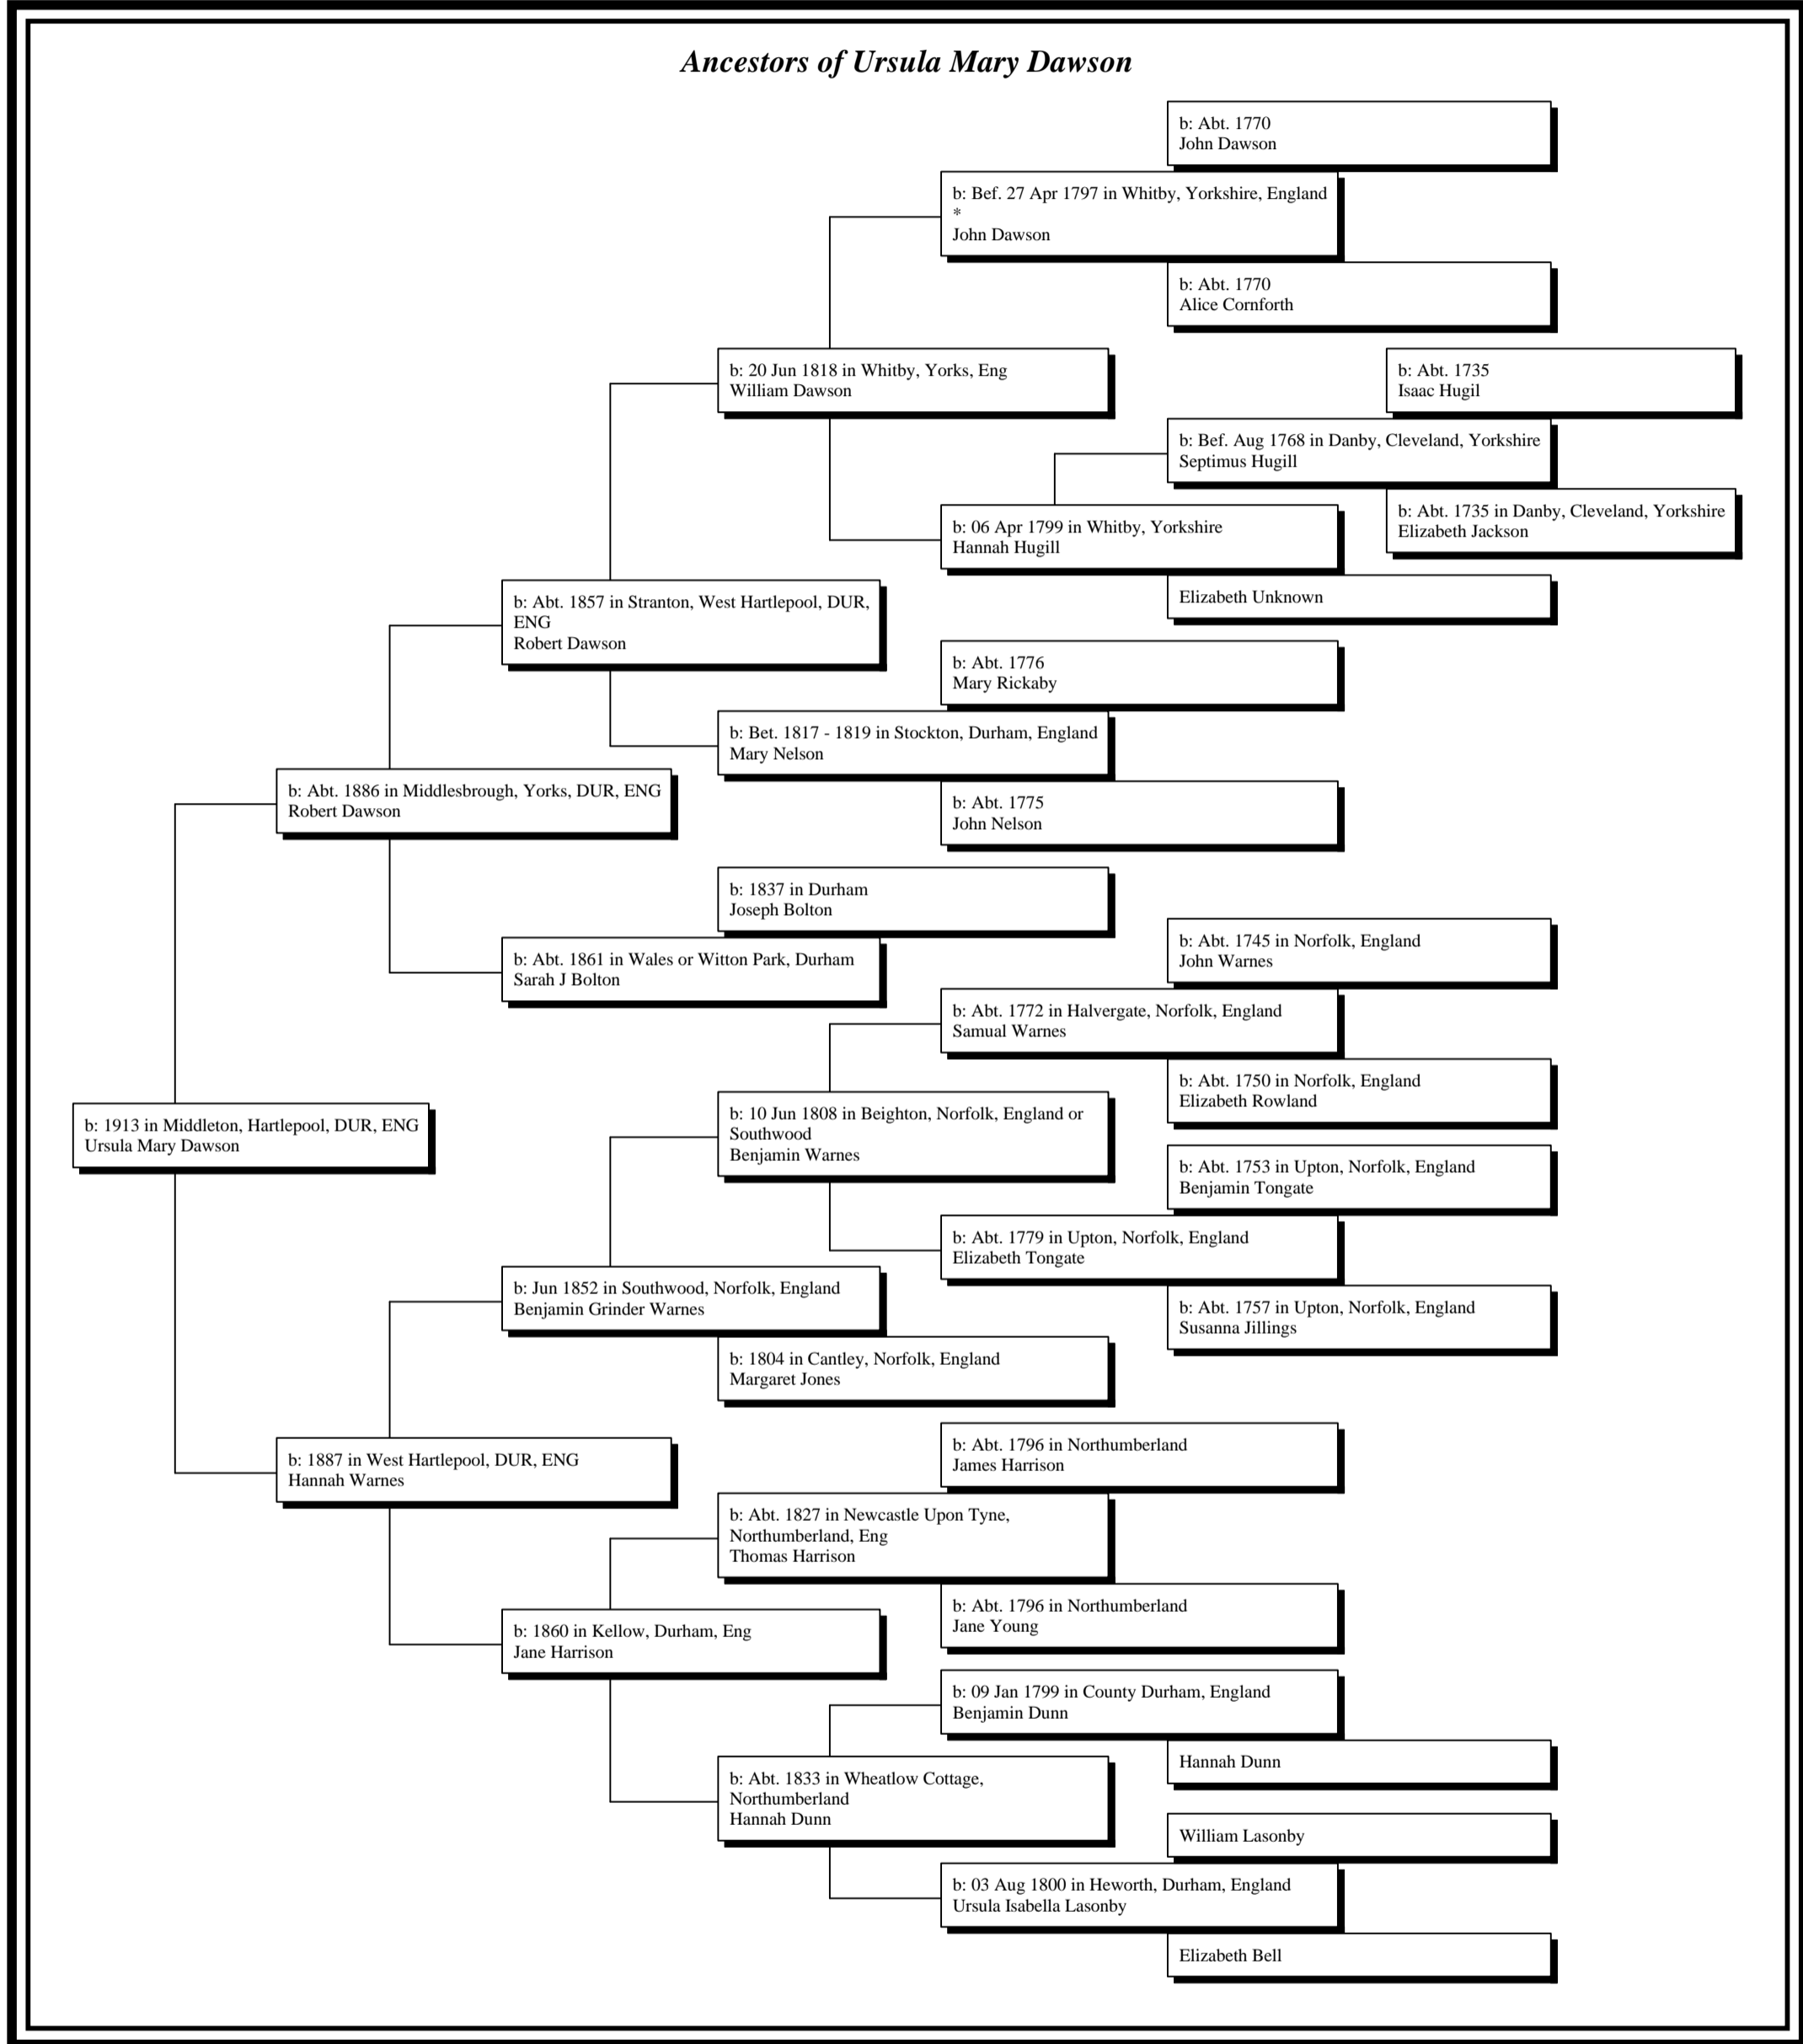 Ancestors of Ursula Mary Dawson
b: Abt. 1770
John Dawson
b: Bef. 27 Apr 1797 in Whitby, Yorkshire, England
*
John Dawson
b: Abt. 1770
Alice Cornforth
b: 20 Jun 1818 in Whitby, Yorks, Eng
William Dawson
b: Abt. 1735
Isaac Hugil
b: Bef. Aug 1768 in Danby, Cleveland, Yorkshire
Septimus Hugill
b: Abt. 1735 in Danby, Cleveland, Yorkshire
Elizabeth Jackson
b: 06 Apr 1799 in Whitby, Yorkshire
Hannah Hugill
Elizabeth Unknown
b: Abt. 1857 in Stranton, West Hartlepool, DUR,
ENG
Robert Dawson
b: Abt. 1776
Mary Rickaby
b: Bet. 1817 - 1819 in Stockton, Durham, England
Mary Nelson
b: Abt. 1775
John Nelson
b: Abt. 1886 in Middlesbrough, Yorks, DUR, ENG
Robert Dawson
b: 1837 in Durham
Joseph Bolton
b: Abt. 1861 in Wales or Witton Park, Durham
Sarah J Bolton
b: Abt. 1745 in Norfolk, England
John Warnes
b: Abt. 1772 in Halvergate, Norfolk, England
Samual Warnes
b: Abt. 1750 in Norfolk, England
Elizabeth Rowland
b: 1913 in Middleton, Hartlepool, DUR, ENG
Ursula Mary Dawson
b: 10 Jun 1808 in Beighton, Norfolk, England or
Southwood
Benjamin Warnes
b: Abt. 1753 in Upton, Norfolk, England
Benjamin Tongate
b: Abt. 1779 in Upton, Norfolk, England
Elizabeth Tongate
b: Abt. 1757 in Upton, Norfolk, England
Susanna Jillings
b: Jun 1852 in Southwood, Norfolk, England
Benjamin Grinder Warnes
b: 1804 in Cantley, Norfolk, England
Margaret Jones
b: 1887 in West Hartlepool, DUR, ENG
Hannah Warnes
b: Abt. 1796 in Northumberland
James Harrison
b: Abt. 1827 in Newcastle Upon Tyne,
Northumberland, Eng
Thomas Harrison
b: Abt. 1796 in Northumberland
Jane Young
b: 1860 in Kellow, Durham, Eng
Jane Harrison
b: 09 Jan 1799 in County Durham, England
Benjamin Dunn
Hannah Dunn
b: Abt. 1833 in Wheatlow Cottage,
Northumberland
Hannah Dunn
William Lasonby
b: 03 Aug 1800 in Heworth, Durham, England
Ursula Isabella Lasonby
Elizabeth Bell